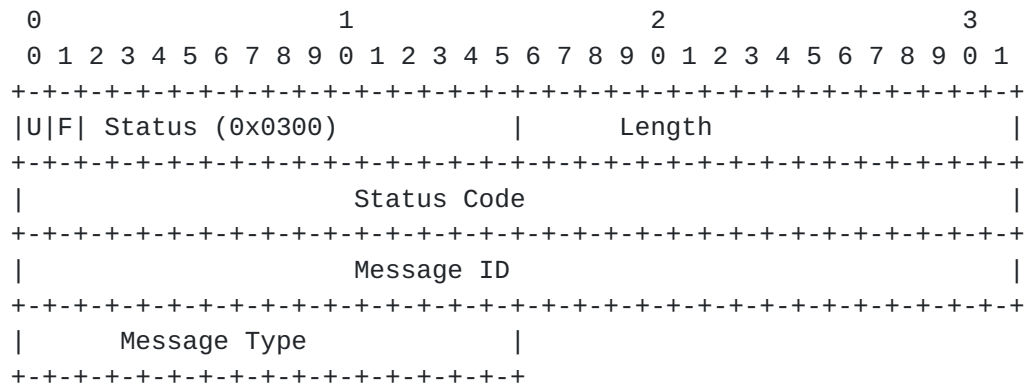 0                   1                   2                   3
 0 1 2 3 4 5 6 7 8 9 0 1 2 3 4 5 6 7 8 9 0 1 2 3 4 5 6 7 8 9 0 1
+-+-+-+-+-+-+-+-+-+-+-+-+-+-+-+-+-+-+-+-+-+-+-+-+-+-+-+-+-+-+-+-+
|U|F| Status (0x0300)           |      Length                   |
+-+-+-+-+-+-+-+-+-+-+-+-+-+-+-+-+-+-+-+-+-+-+-+-+-+-+-+-+-+-+-+-+
|                     Status Code                               |
+-+-+-+-+-+-+-+-+-+-+-+-+-+-+-+-+-+-+-+-+-+-+-+-+-+-+-+-+-+-+-+-+
|                     Message ID                                |
+-+-+-+-+-+-+-+-+-+-+-+-+-+-+-+-+-+-+-+-+-+-+-+-+-+-+-+-+-+-+-+-+
|      Message Type             |
+-+-+-+-+-+-+-+-+-+-+-+-+-+-+-+-+